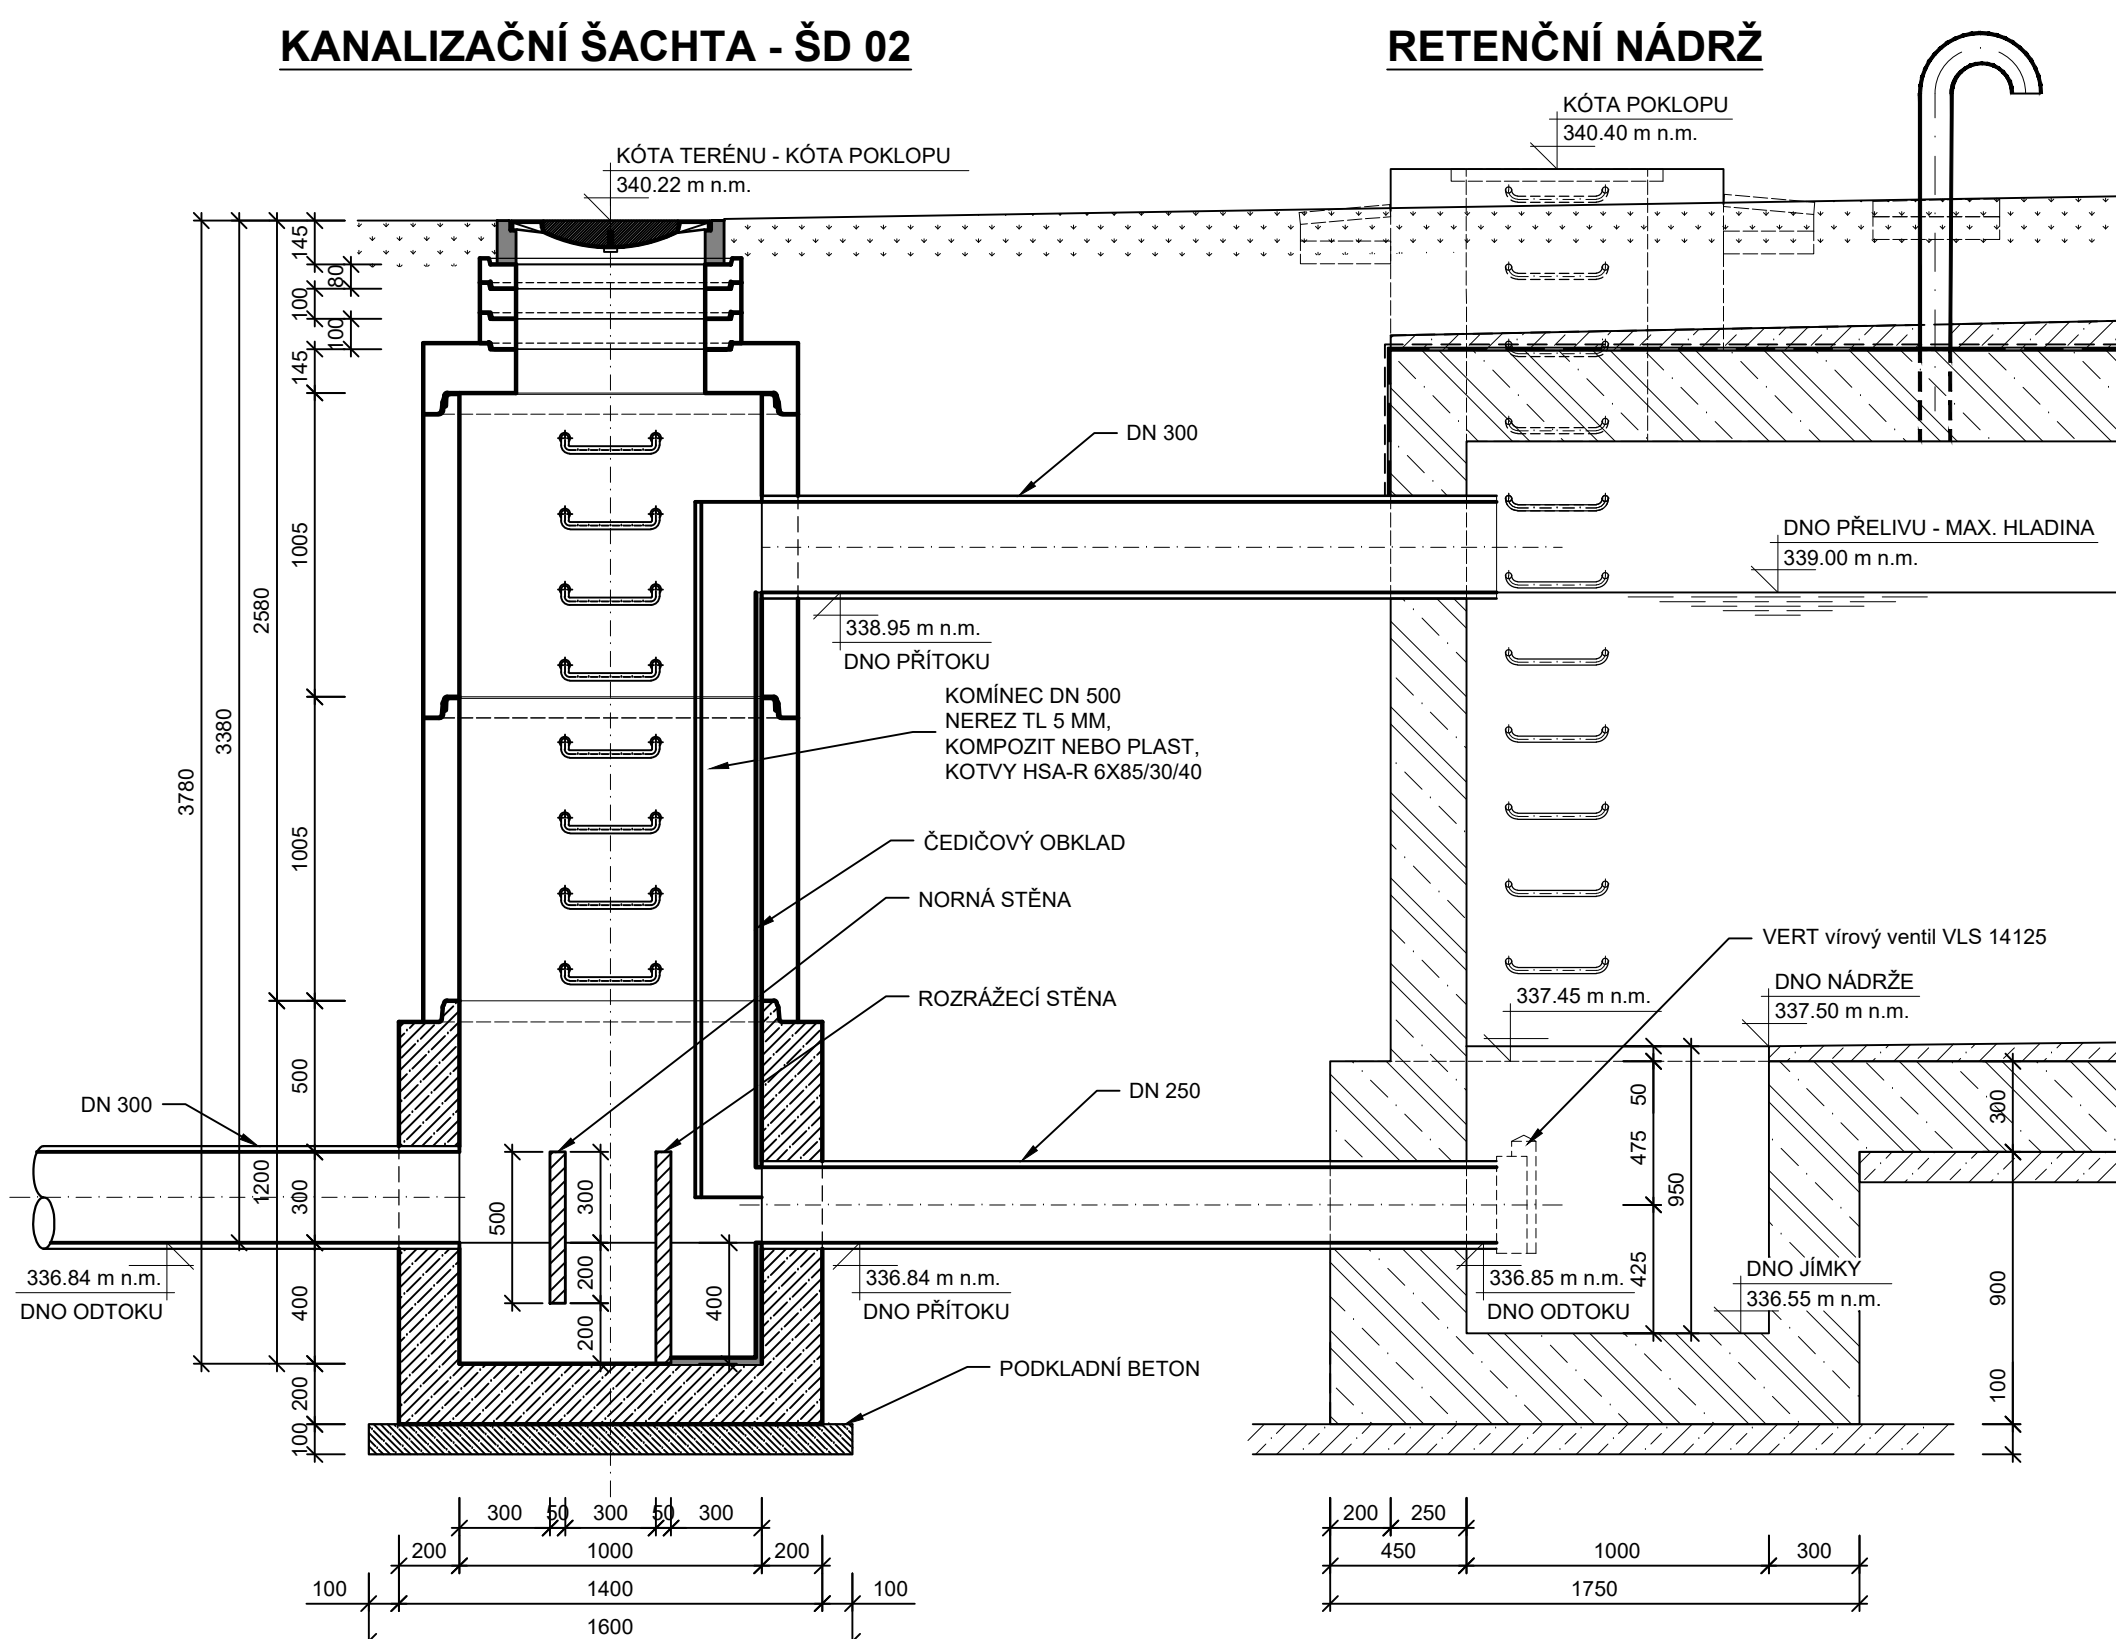 KANALIZAČNÍ ŠACHTA - ŠD 02
RETENČNÍ NÁDRŽ
KÓTA POKLOPU
340.40 m n.m.
KÓTA TERÉNU - KÓTA POKLOPU
340.22 m n.m.
145
80
100
100
145
1005
1005
2580
3380
3780
500
1200
300
400
200
100
DN 300
DNO PŘELIVU - MAX. HLADINA
339.00 m n.m.
338.95 m n.m.
DNO PŘÍTOKU
KOMÍNEC DN 500
NEREZ TL 5 MM,
KOMPOZIT NEBO PLAST,
KOTVY HSA-R 6X85/30/40
ČEDIČOVÝ OBKLAD
NORNÁ STĚNA
ROZRÁŽECÍ STĚNA
VERT vírový ventil VLS 14125
DNO NÁDRŽE
337.50 m n.m.
337.45 m n.m.
DN 300
DN 250
500
300
200
200
400
50
475
950
425
300
900
100
336.84 m n.m.
DNO ODTOKU
336.84 m n.m.
DNO PŘÍTOKU
336.85 m n.m.
DNO ODTOKU
DNO JÍMKY
336.55 m n.m.
PODKLADNÍ BETON
300 50 300 50 300
200 1000 200
100 1400 100
1600
200 250
450 1000 300
1750